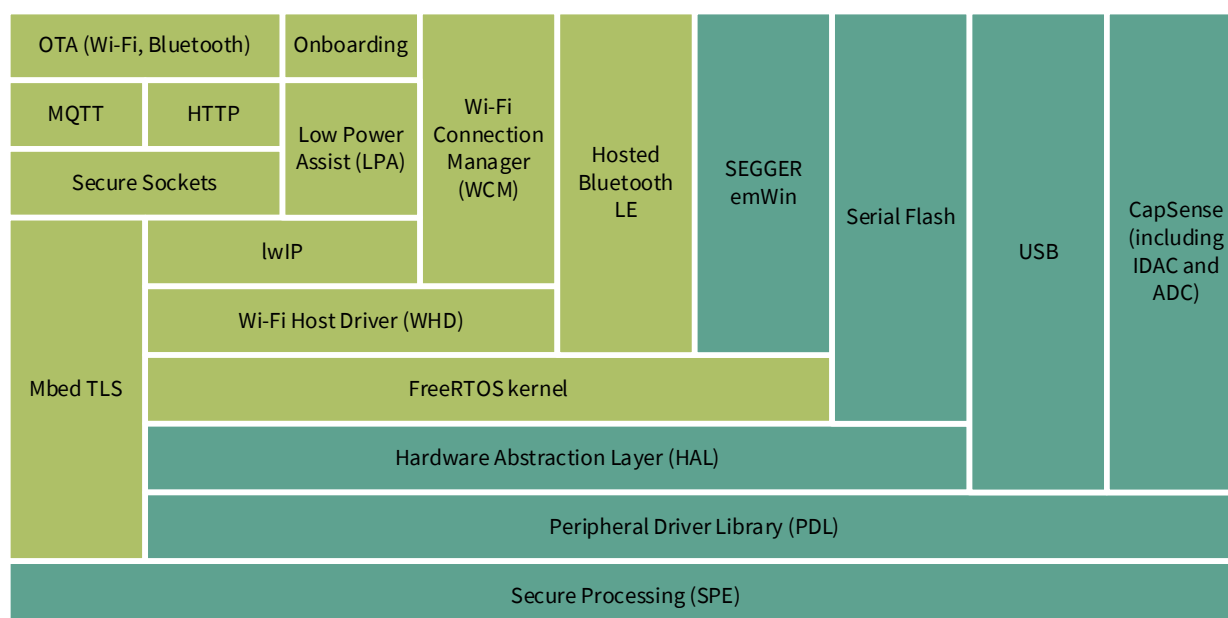 OTA (Wi-Fi, Bluetooth)
Onboarding
MQTT
HTTP
Low Power
Assist (LPA)
Wi-Fi
Connection
Manager
(WCM)
Hosted
Bluetooth
LE
SEGGER
emWin
Serial Flash
USB
CapSense
(including
IDAC and
ADC)
Secure Sockets
lwIP
Wi-Fi Host Driver (WHD)
Mbed TLS
FreeRTOS kernel
Hardware Abstraction Layer (HAL)
Peripheral Driver Library (PDL)
Secure Processing (SPE)